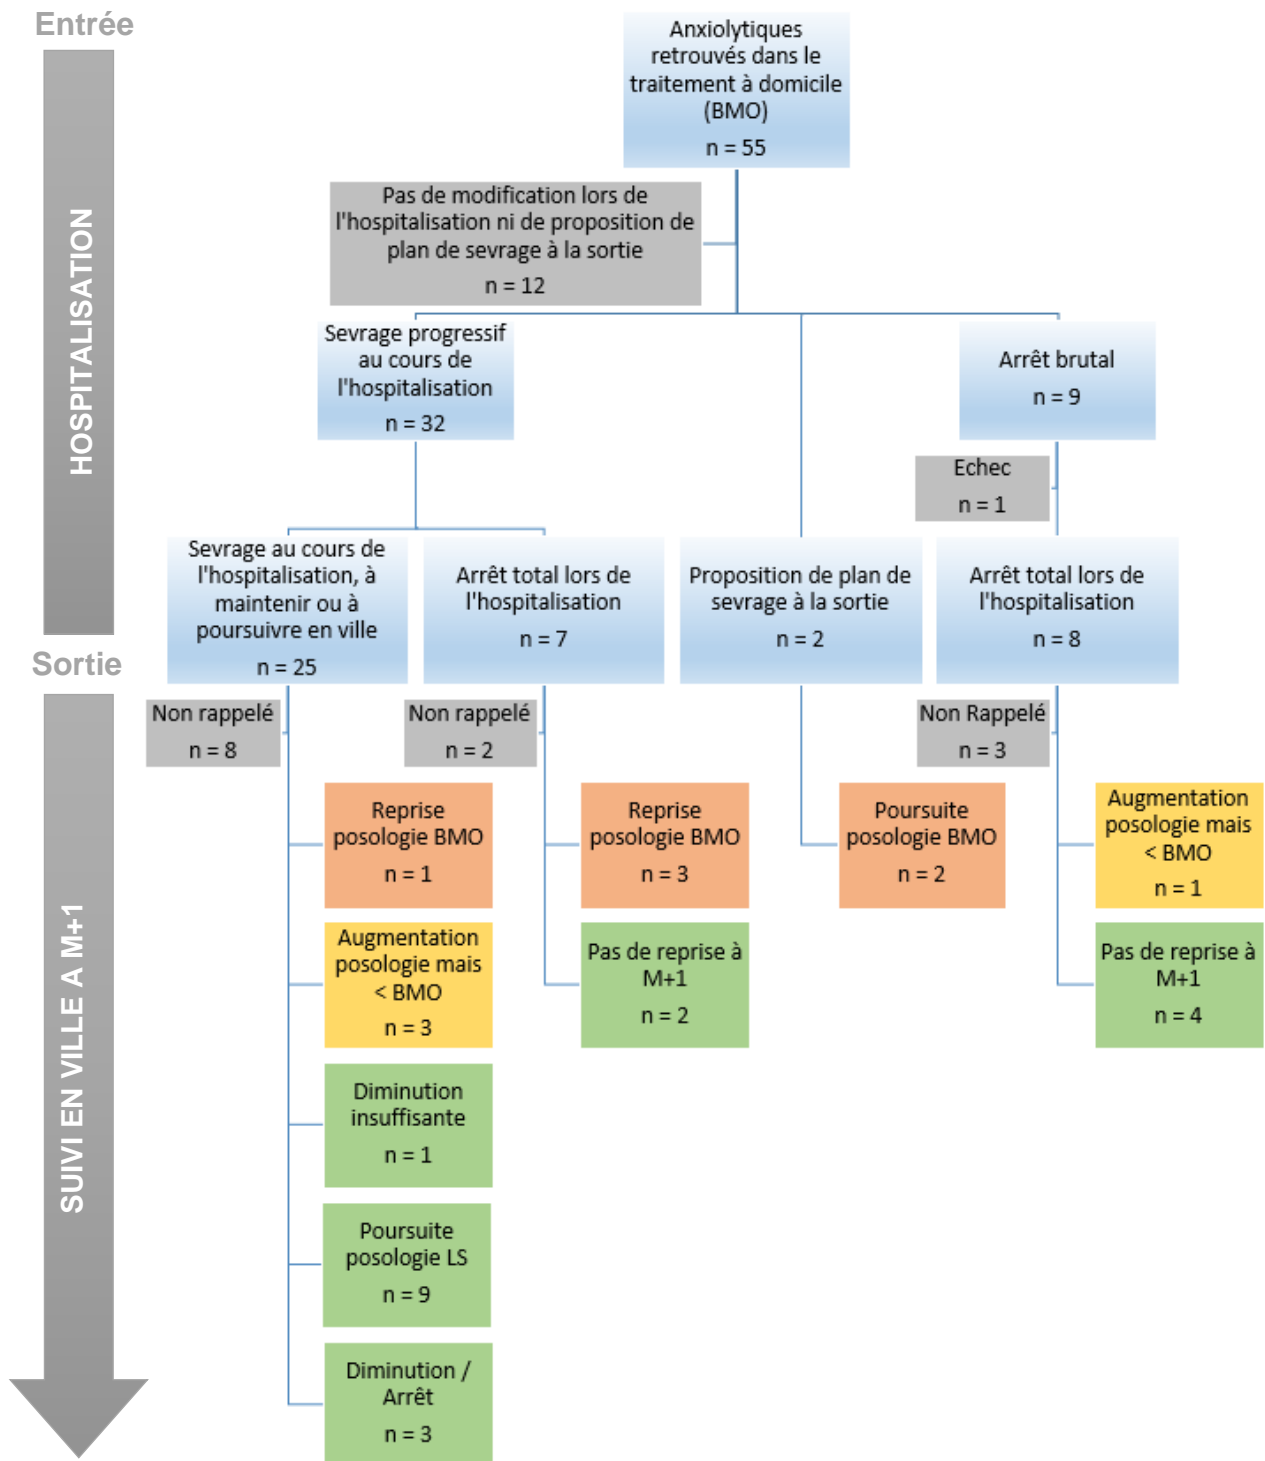 Entrée
HOSPITALISATION
Sortie
SUIVI EN VILLE A M+1
Anxiolytiques
retrouvés dans le
traitement à domicile
(BMO)
n = 55
Pas de modification lors de
l'hospitalisation ni de proposition de
plan de sevrage à la sortie
n = 12
Sevrage progressif
au cours de
l'hospitalisation
n = 32
Arrêt brutal
n = 9
Echec
n = 1
Sevrage au cours de
l'hospitalisation, à
maintenir ou à
poursuivre en ville
n = 25
Arrêt total lors de
l'hospitalisation
n = 7
Proposition de plan de
sevrage à la sortie
n = 2
Arrêt total lors de
l'hospitalisation
n = 8
Non rappelé
n = 8
Non rappelé
n = 2
Non Rappelé
n = 3
Reprise
posologie BMO
n = 1
Reprise
posologie BMO
n = 3
Poursuite
posologie BMO
n = 2
Augmentation
posologie mais
< BMO
n = 1
Augmentation
posologie mais
< BMO
n = 3
Pas de reprise à
M+1
n = 2
Pas de reprise à
M+1
n = 4
Diminution
insuffisante
n = 1
Poursuite
posologie LS
n = 9
Diminution /
Arrêt
n = 3